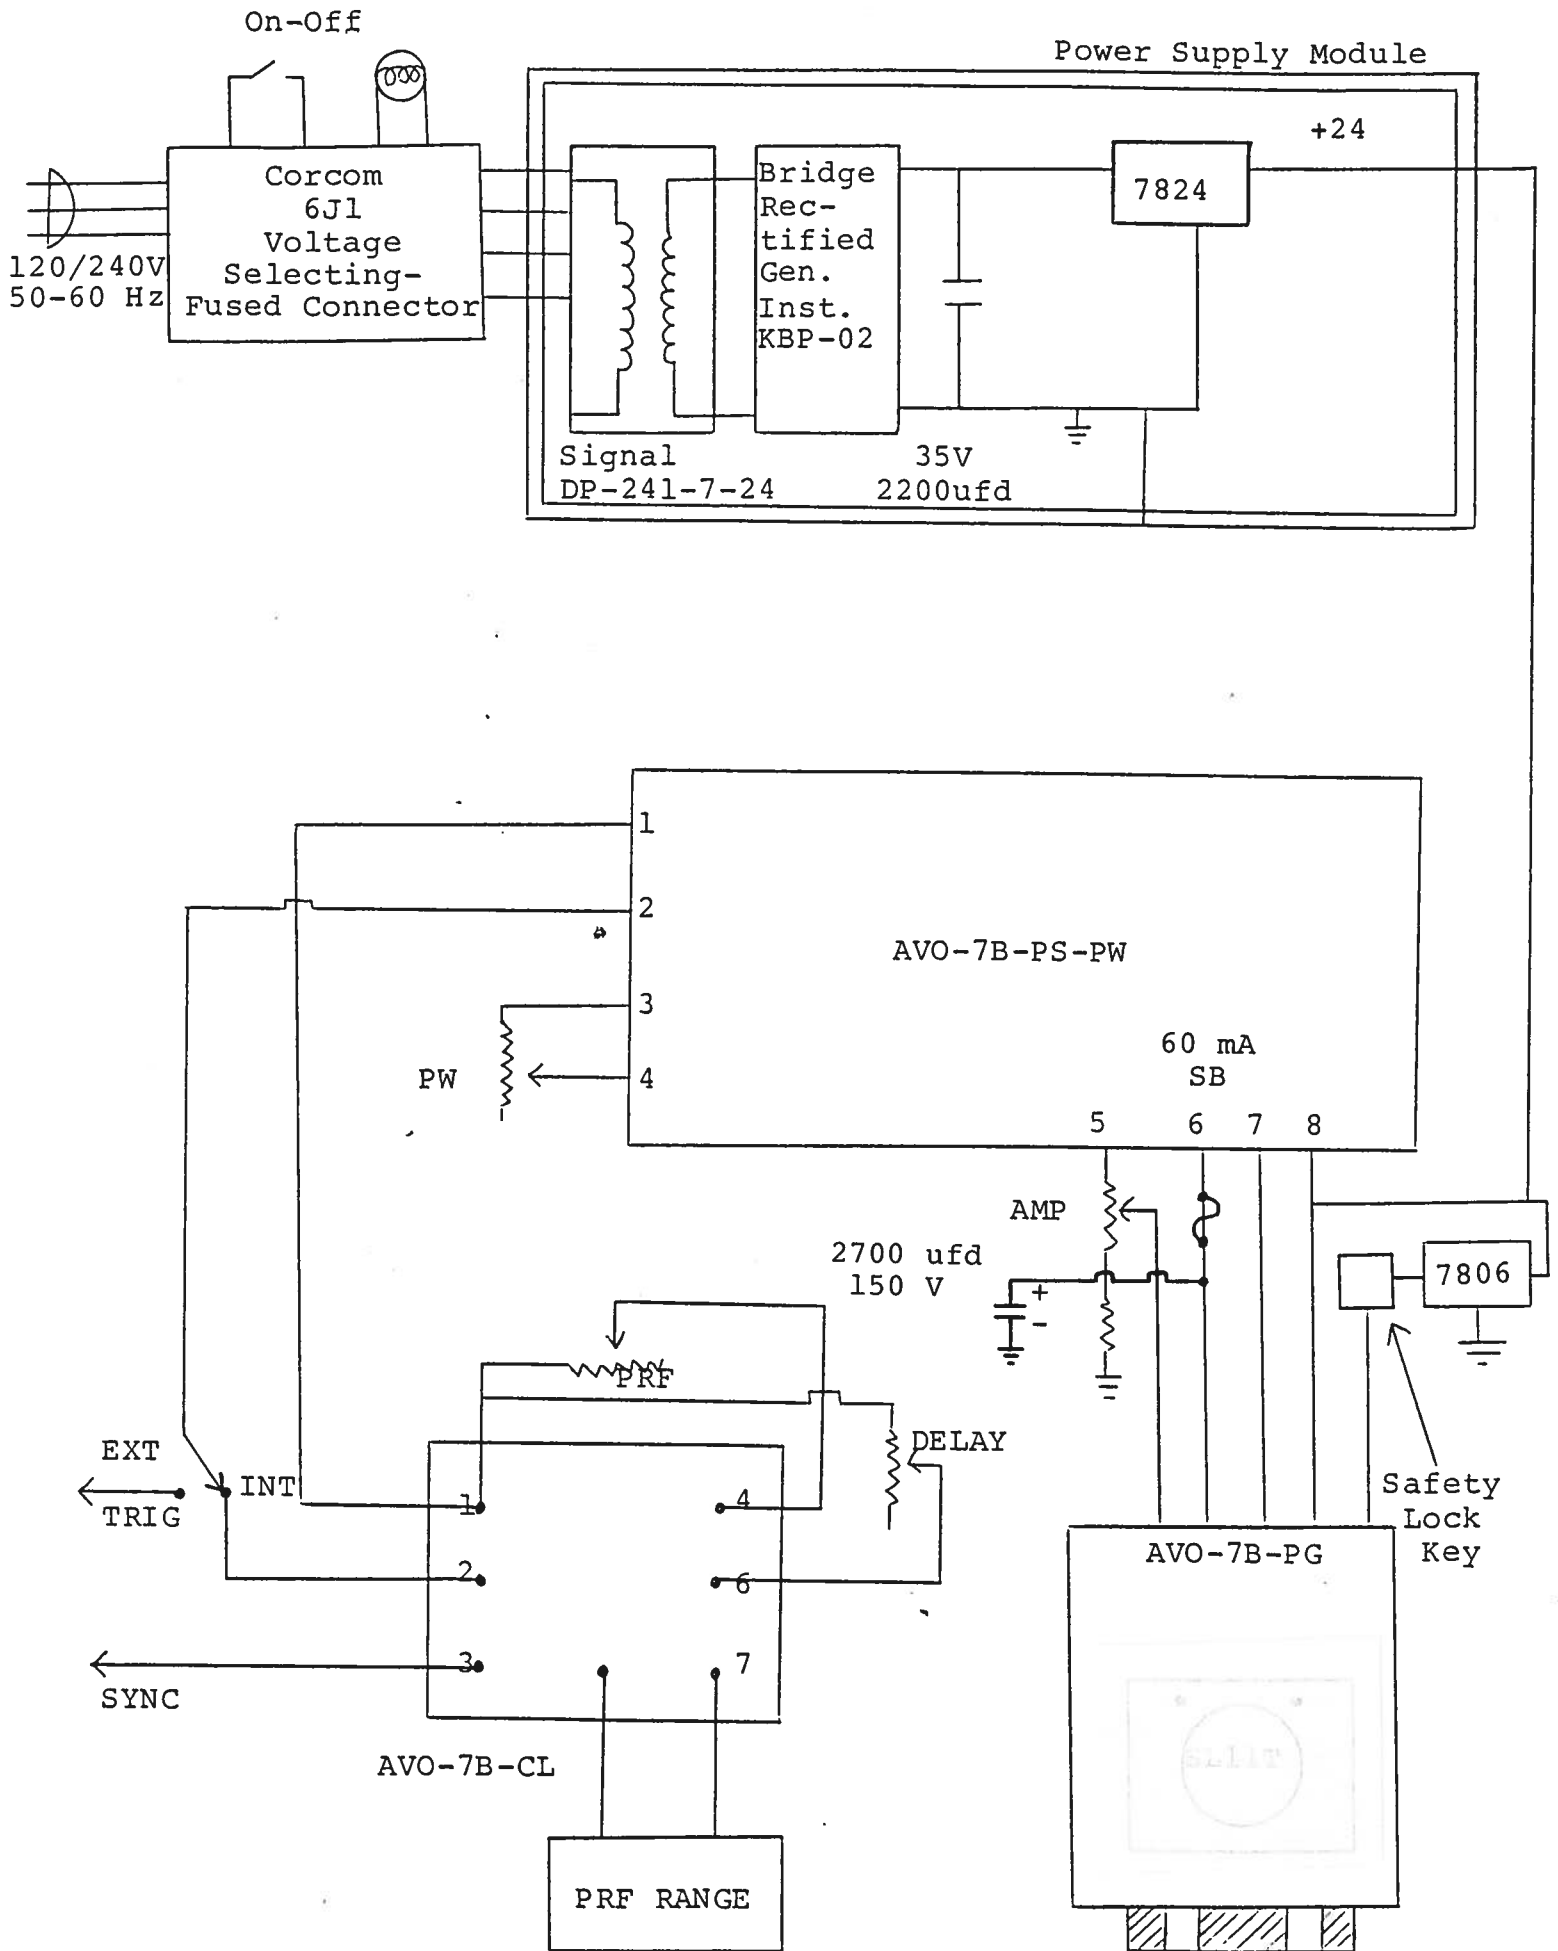 On-Off
Power Supply Module
+24
Corcom
6J1
Voltage
Selecting-
Fused Connector
120/240V
50-60 Hz
Bridge
Rec-
tified
Gen.
Inst.
KBP-02
7824
Signal
DP-241-7-24
35V
2200ufd
1
2
3
4
AVO-7B-PS-PW
PW
60 mA
SB
5 6 7 8
AMP
2700 ufd
150 V
+
-
7806
PRF
DELAY
EXT
TRIG
INT
1
2
3
4
6
7
SYNC
AVO-7B-CL
PRF RANGE
Safety
Lock
Key
AVO-7B-PG